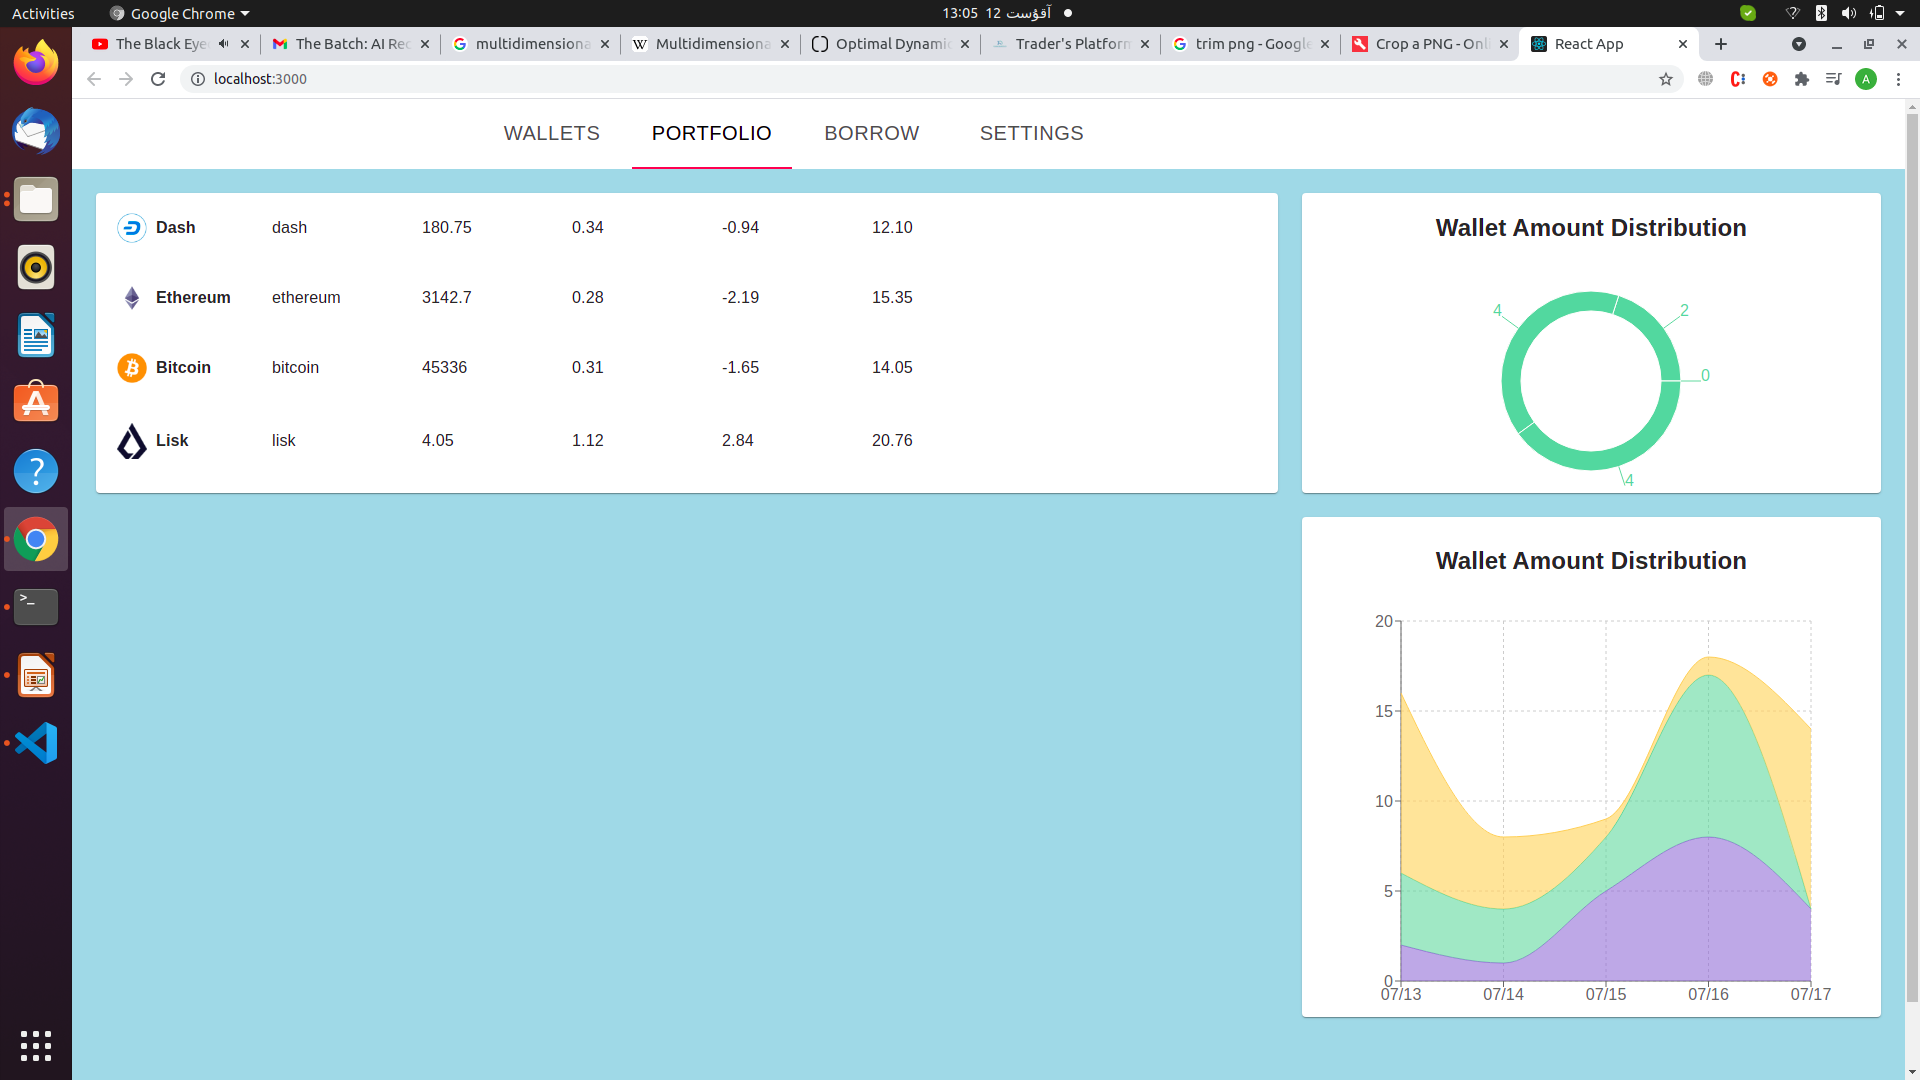 Activities Google Chrome 13:05 12 آقۇست
The Black Eye The Batch: AI Rec multidimensiona Multidimensiona Optimal Dynami Trader's Platform trim png - Google Crop a PNG - Onli React App
localhost:3000 A
WALLETS PORTFOLIO BORROW SETTINGS
Dash dash 180.75 0.34 -0.94 12.10
Ethereum ethereum 3142.7 0.28 -2.19 15.35
Bitcoin bitcoin 45336 0.31 -1.65 14.05
Lisk lisk 4.05 1.12 2.84 20.76
Wallet Amount Distribution
4 2
0
4
Wallet Amount Distribution
20
15
10
5
0
07/13 07/14 07/15 07/16 07/17